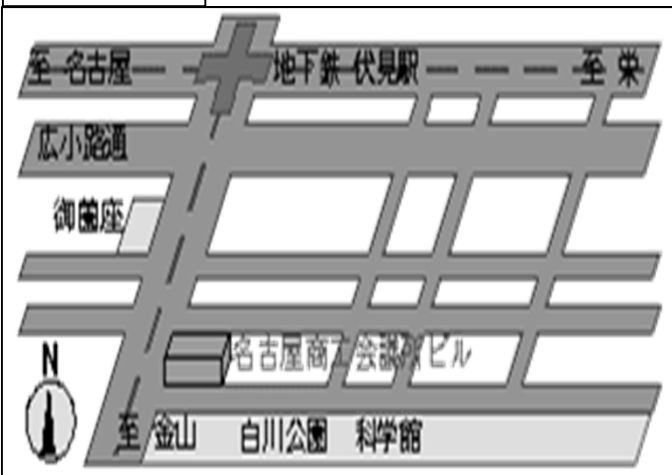 至 名古屋
地下鉄 伏見駅
至 栄
広小路通
御園座
名古屋商工会議所ビル
N
至 金山
白川公園
科学館